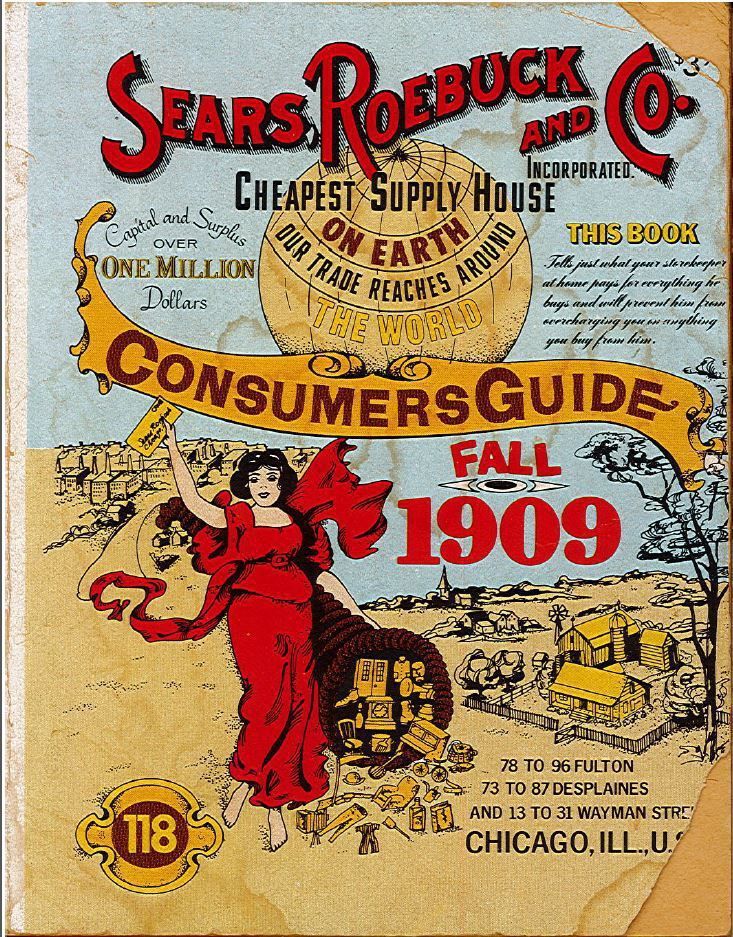 $3
SEARS, ROEBUCK AND CO.
INCORPORATED.
CHEAPEST SUPPLY HOUSE
ON EARTH
OUR TRADE REACHES AROUND
THE WORLD
Capital and Surplus
OVER
ONE MILLION
Dollars
THIS BOOK
Tells just what your storekeeper
at home pays for everything he
buys and will prevent him from
overcharging you on anything
you buy from him.
CONSUMERS GUIDE
FALL
1909
78 TO 96 FULTON
73 TO 87 DESPLAINES
AND 13 TO 31 WAYMAN STRE
CHICAGO, ILL., U.S
118